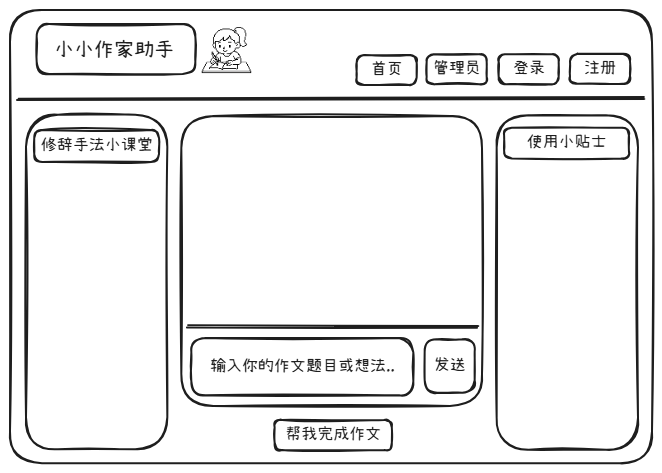 小小作家助手
首页
管理员
登录
注册
修辞手法小课堂
使用小贴士
输入你的作文题目或想法..
发送
帮我完成作文